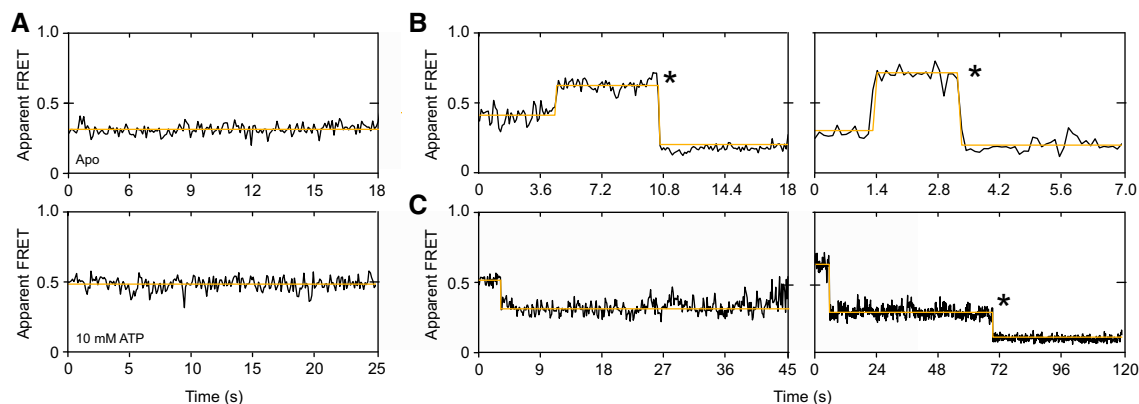 A
1.0
0.5
0
Apparent FRET
Apo
0 6 9 12 15 18
1.0
0.5
0
Apparent FRET
10 mM ATP
0 5 10 12 15 20 25
Time (s)
B
1.0
0.5
0
Apparent FRET
*
0 3.6 7.2 10.8 14.4 18
*
0 1.4 2.8 4.2 5.6 7.0
C
1.0
0.5
0
Apparent FRET
0 9 18 27 36 45
*
0 24 48 72 96 120
Time (s)